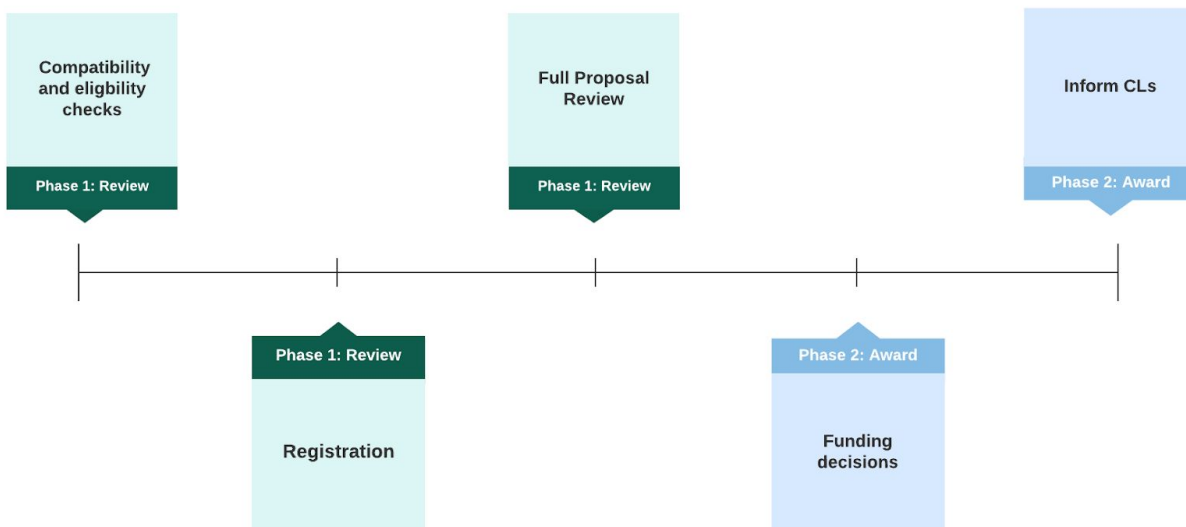 Compatibility
and eligbility
checks
Phase 1: Review
Phase 1: Review
Registration
Full Proposal
Review
Phase 1: Review
Phase 2: Award
Funding
decisions
Inform CLs
Phase 2: Award